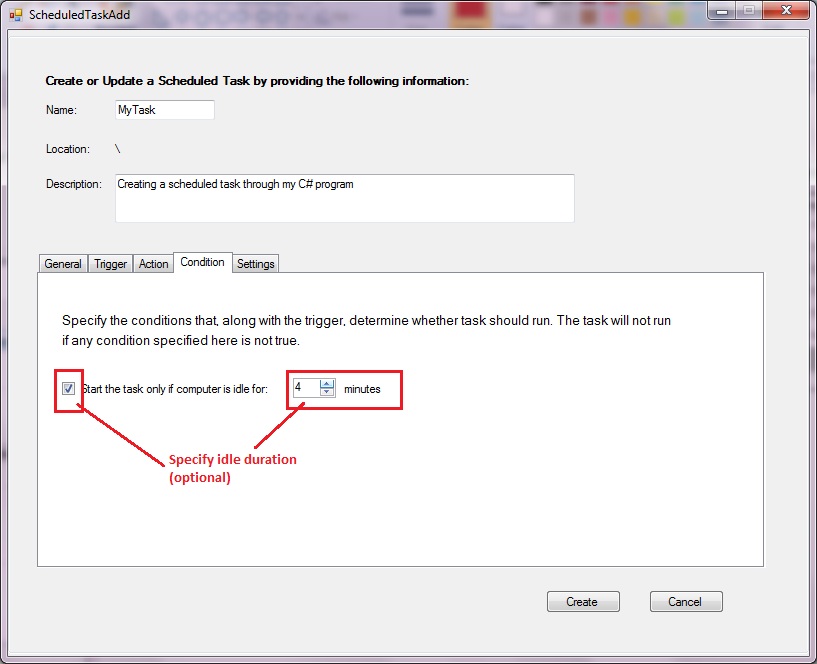 ScheduledTaskAdd
Create or Update a Scheduled Task by providing the following information:
Name: MyTask
Location: \
Description: Creating a scheduled task through my C# program
General Trigger Action Condition Settings
Specify the conditions that, along with the trigger, determine whether task should run. The task will not run
if any condition specified here is not true.
Start the task only if computer is idle for: 4 minutes
Specify idle duration
(optional)
Create Cancel